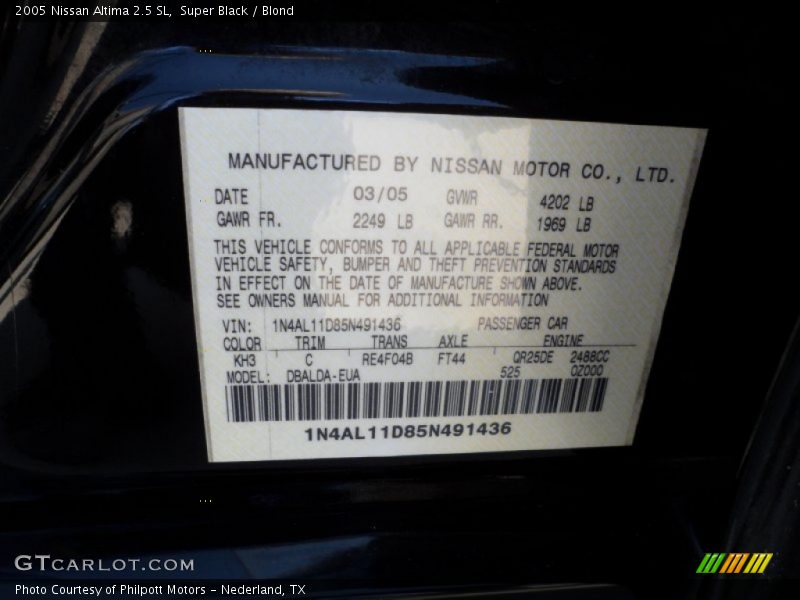 2005 Nissan Altima 2.5 SL,  Super Black / Blond
MANUFACTURED BY NISSAN MOTOR CO., LTD.
DATE 03/05 GVWR 4202 LB
GAWR FR. 2249 LB GAWR RR. 1969 LB
THIS VEHICLE CONFORMS TO ALL APPLICABLE FEDERAL MOTOR
VEHICLE SAFETY, BUMPER AND THEFT PREVENTION STANDARDS
IN EFFECT ON THE DATE OF MANUFACTURE SHOWN ABOVE.
SEE OWNERS MANUAL FOR ADDITIONAL INFORMATION
VIN: 1N4AL11D85N491436 PASSENGER CAR
COLOR TRIM TRANS AXLE ENGINE
KH3 C RE4F04B FT44 QR25DE 2488CC
MODEL: DBALDA-EUA 525 0Z000
1N4AL11D85N491436
GTCARLOT.COM
Photo Courtesy of Philpott Motors - Nederland, TX